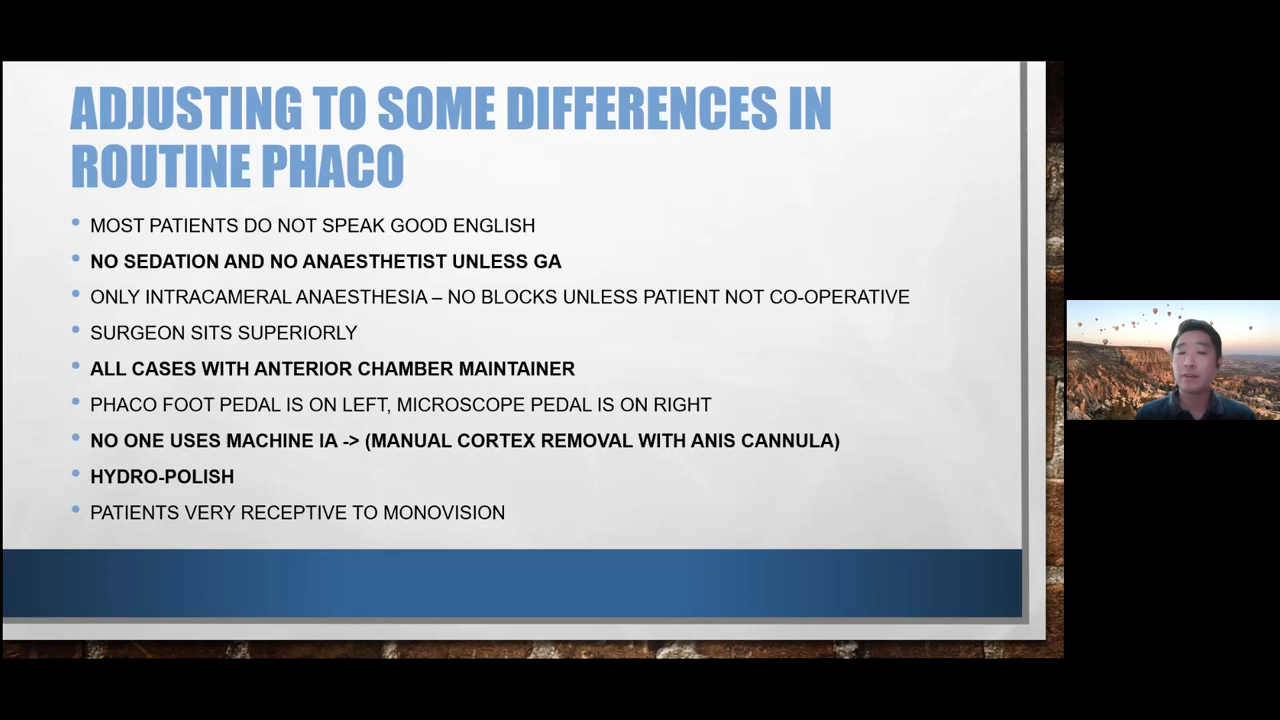 ADJUSTING TO SOME DIFFERENCES IN
ROUTINE PHACO
• MOST PATIENTS DO NOT SPEAK GOOD ENGLISH
• NO SEDATION AND NO ANAESTHETIST UNLESS GA
• ONLY INTRACAMERAL ANAESTHESIA – NO BLOCKS UNLESS PATIENT NOT CO-OPERATIVE
• SURGEON SITS SUPERIORLY
• ALL CASES WITH ANTERIOR CHAMBER MAINTAINER
• PHACO FOOT PEDAL IS ON LEFT, MICROSCOPE PEDAL IS ON RIGHT
• NO ONE USES MACHINE IA -> (MANUAL CORTEX REMOVAL WITH ANIS CANNULA)
• HYDRO-POLISH
• PATIENTS VERY RECEPTIVE TO MONOVISION